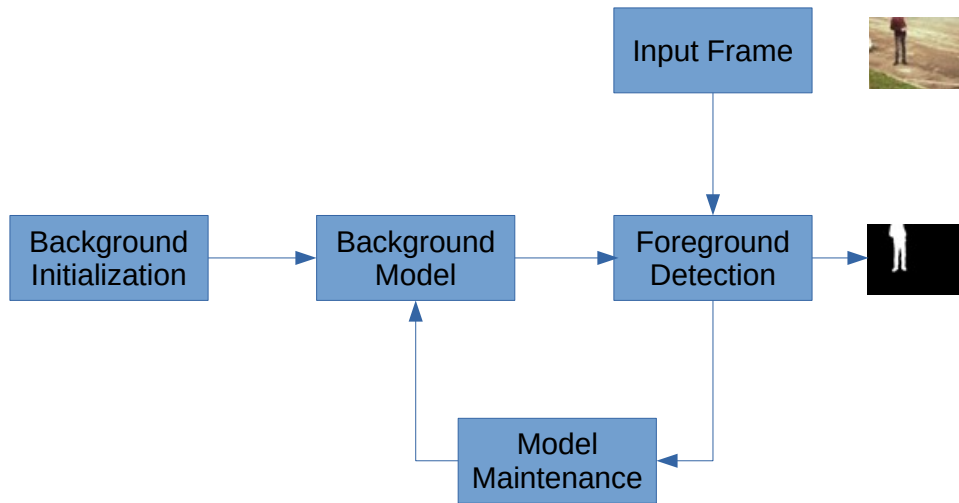 Input Frame
Background
Initialization
Background
Model
Foreground
Detection
Model
Maintenance